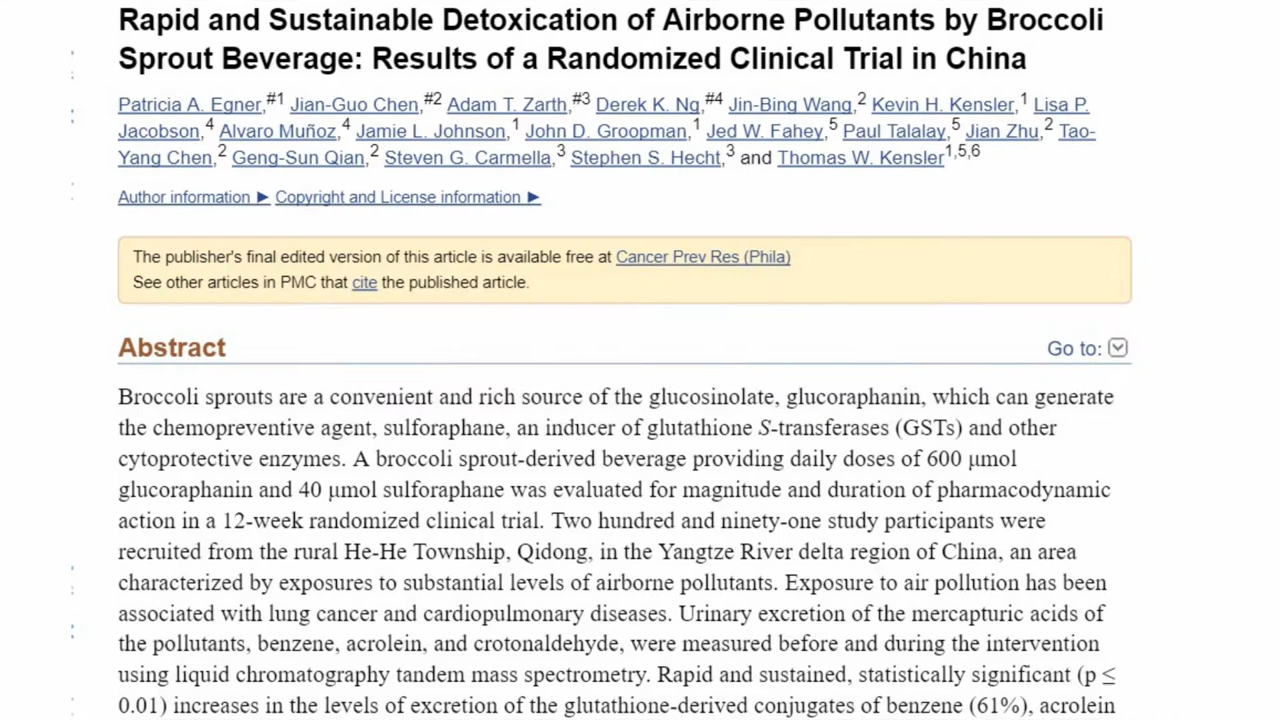 Rapid and Sustainable Detoxication of Airborne Pollutants by Broccoli
Sprout Beverage: Results of a Randomized Clinical Trial in China
Patricia A. Egner,#1 Jian-Guo Chen,#2 Adam T. Zarth,#3 Derek K. Ng,#4 Jin-Bing Wang,2 Kevin H. Kensler,1 Lisa P.
Jacobson,4 Alvaro Muñoz,4 Jamie L. Johnson,1 John D. Groopman,1 Jed W. Fahey,5 Paul Talalay,5 Jian Zhu,2 Tao-
Yang Chen,2 Geng-Sun Qian,2 Steven G. Carmella,3 Stephen S. Hecht,3 and Thomas W. Kensler1,5,6
Author information ► Copyright and License information ►
The publisher's final edited version of this article is available free at Cancer Prev Res (Phila)
See other articles in PMC that cite the published article.
Abstract
Go to:
Broccoli sprouts are a convenient and rich source of the glucosinolate, glucoraphanin, which can generate
the chemopreventive agent, sulforaphane, an inducer of glutathione S-transferases (GSTs) and other
cytoprotective enzymes. A broccoli sprout-derived beverage providing daily doses of 600 μmol
glucoraphanin and 40 μmol sulforaphane was evaluated for magnitude and duration of pharmacodynamic
action in a 12-week randomized clinical trial. Two hundred and ninety-one study participants were
recruited from the rural He-He Township, Qidong, in the Yangtze River delta region of China, an area
characterized by exposures to substantial levels of airborne pollutants. Exposure to air pollution has been
associated with lung cancer and cardiopulmonary diseases. Urinary excretion of the mercapturic acids of
the pollutants, benzene, acrolein, and crotonaldehyde, were measured before and during the intervention
using liquid chromatography tandem mass spectrometry. Rapid and sustained, statistically significant (p ≤
0.01) increases in the levels of excretion of the glutathione-derived conjugates of benzene (61%), acrolein